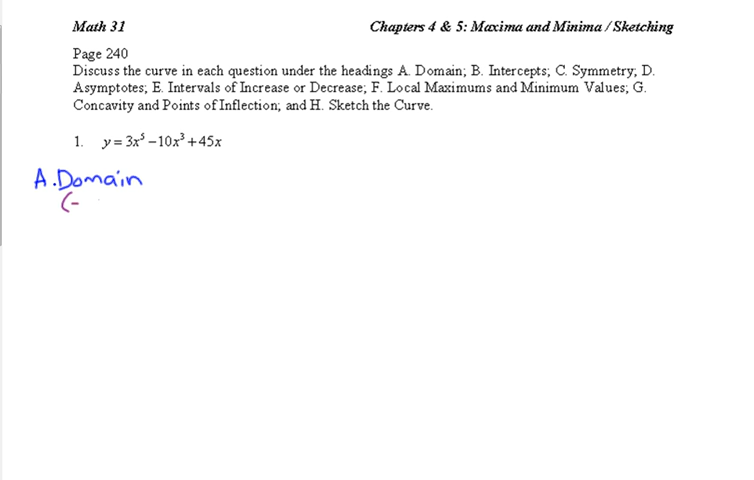 Math 31 Chapters 4 & 5: Maxima and Minima / Sketching
Page 240
Discuss the curve in each question under the headings A. Domain; B. Intercepts; C. Symmetry; D.
Asymptotes; E. Intervals of Increase or Decrease; F. Local Maximums and Minimum Values; G.
Concavity and Points of Inflection; and H. Sketch the Curve.
1. y = 3x⁵ − 10x³ + 45x
A. Domain
(-